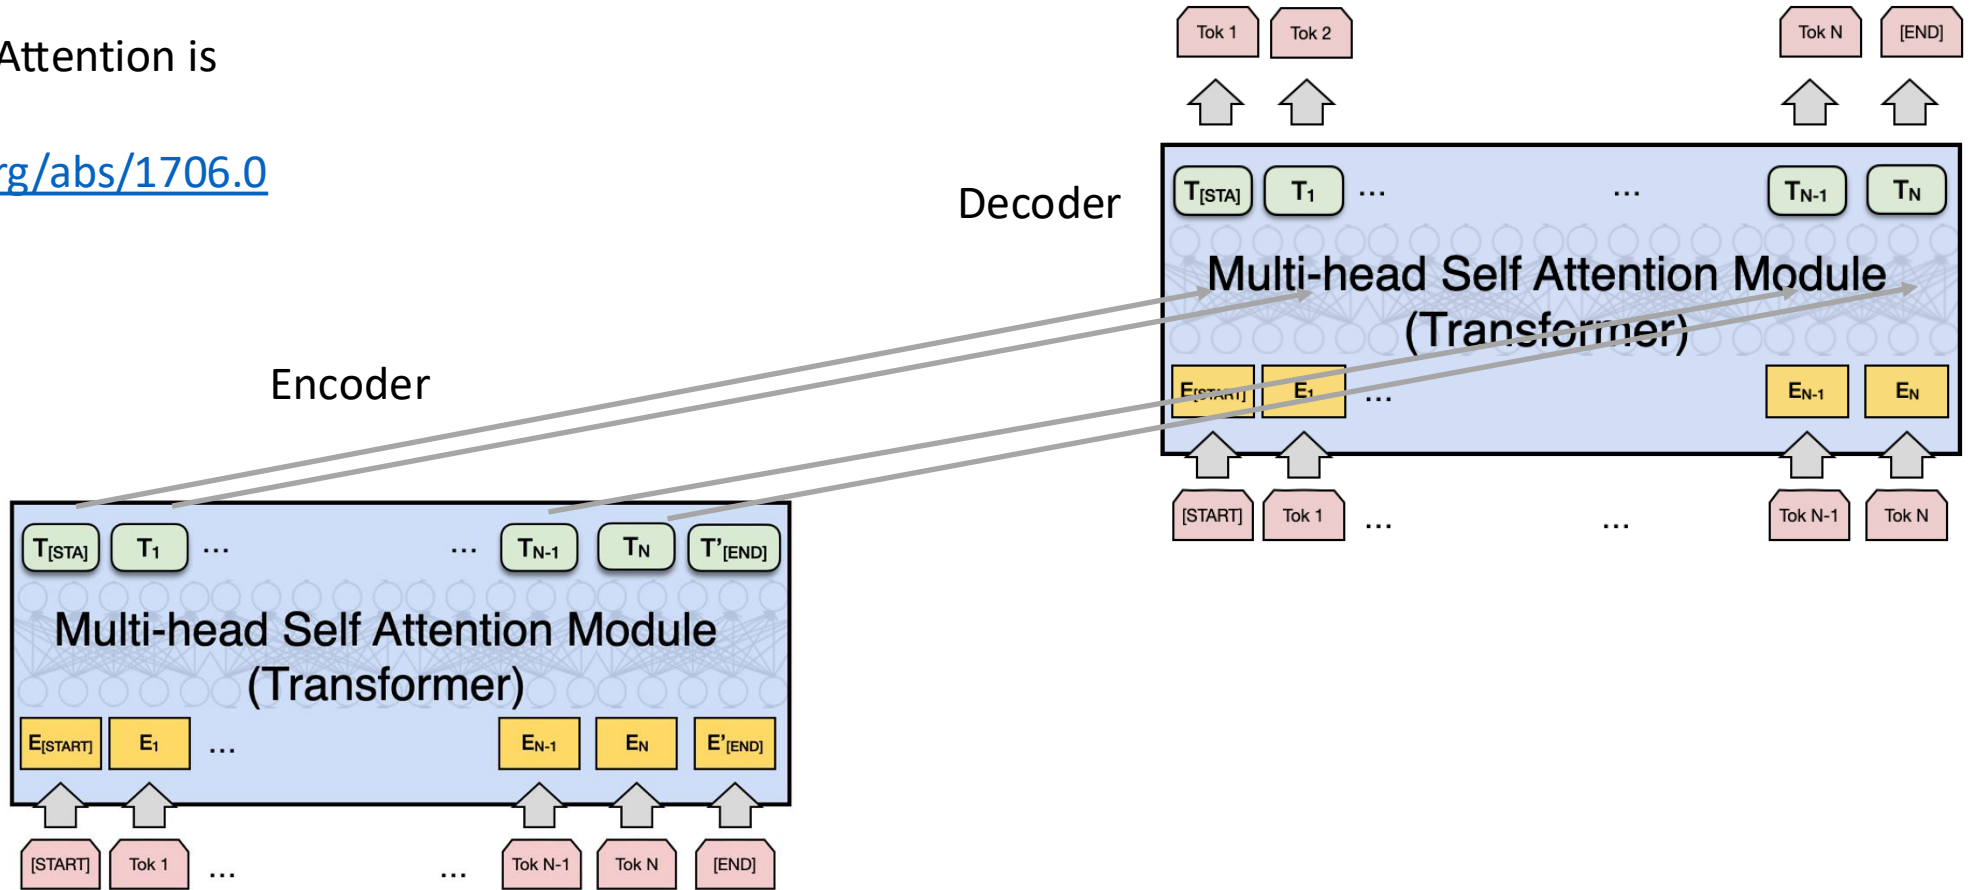 Attention is
rg/abs/1706.0
Decoder
Encoder
Tok 1 Tok 2 Tok N [END]
T[STA] T1 ... ... TN-1 TN
Multi-head Self Attention Module
(Transformer)
E[START] E1 ... EN-1 EN
[START] Tok 1 ... ... Tok N-1 Tok N
T[STA] T1 ... ... TN-1 TN T'[END]
Multi-head Self Attention Module
(Transformer)
E[START] E1 ... EN-1 EN E'[END]
[START] Tok 1 ... ... Tok N-1 Tok N [END]